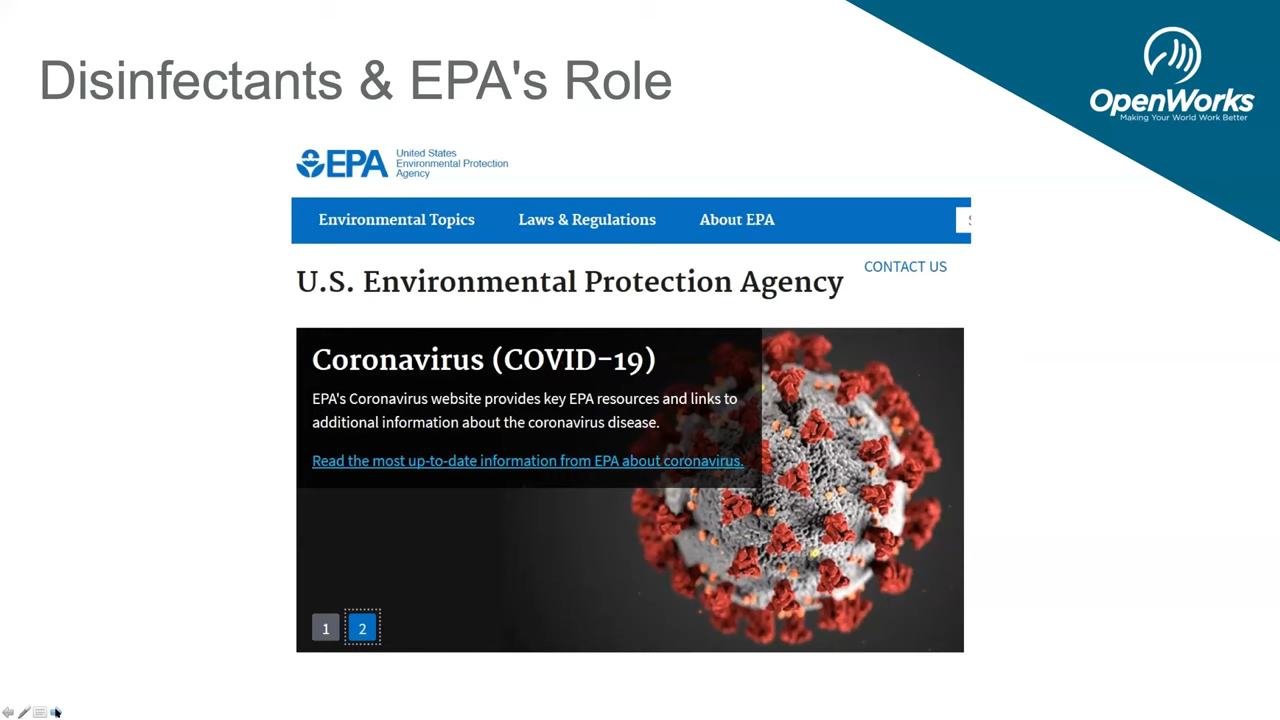 Disinfectants & EPA's Role
OpenWorks
Making Your World Work Better
EPA
United States
Environmental Protection
Agency
Environmental Topics
Laws & Regulations
About EPA
CONTACT US
U.S. Environmental Protection Agency
Coronavirus (COVID-19)
EPA's Coronavirus website provides key EPA resources and links to
additional information about the coronavirus disease.
Read the most up-to-date information from EPA about coronavirus.
1
2